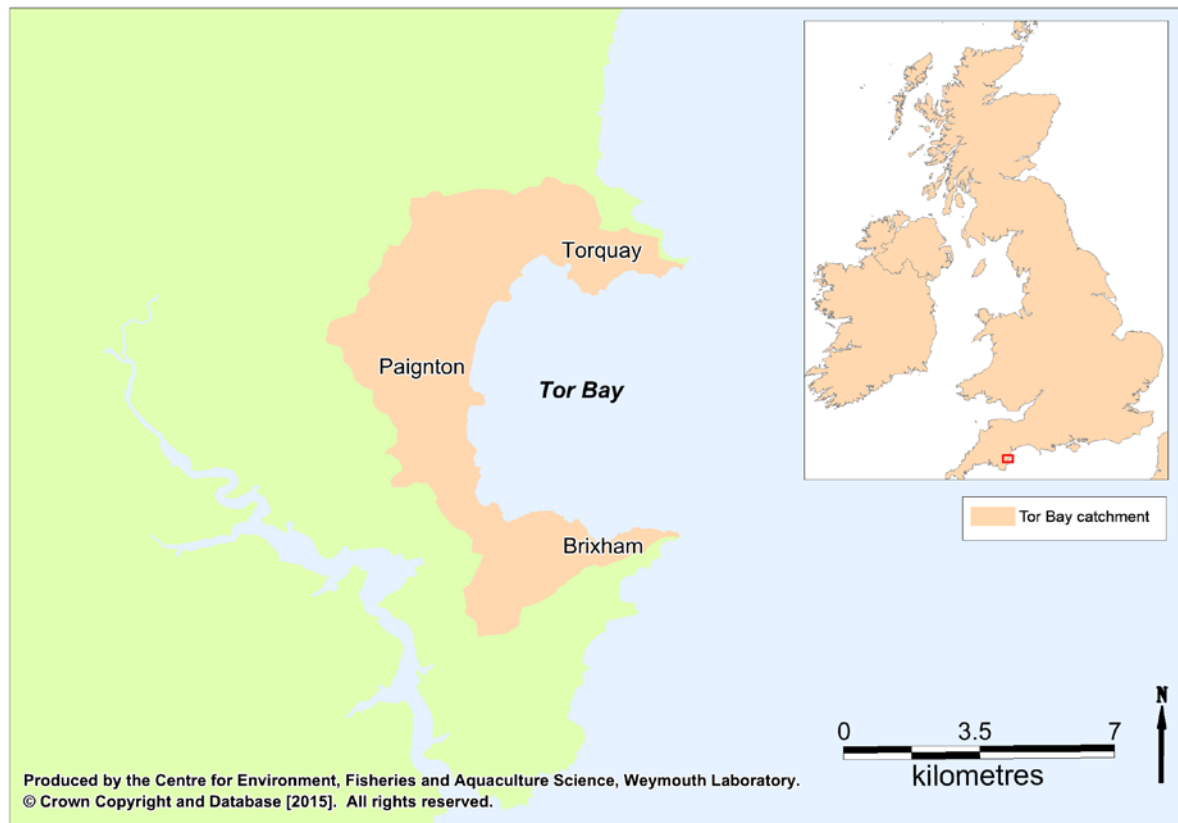 Torquay
Paignton
Tor Bay
Brixham
Tor Bay catchment
N
0 3.5 7
kilometres
Produced by the Centre for Environment, Fisheries and Aquaculture Science, Weymouth Laboratory.
© Crown Copyright and Database [2015].  All rights reserved.